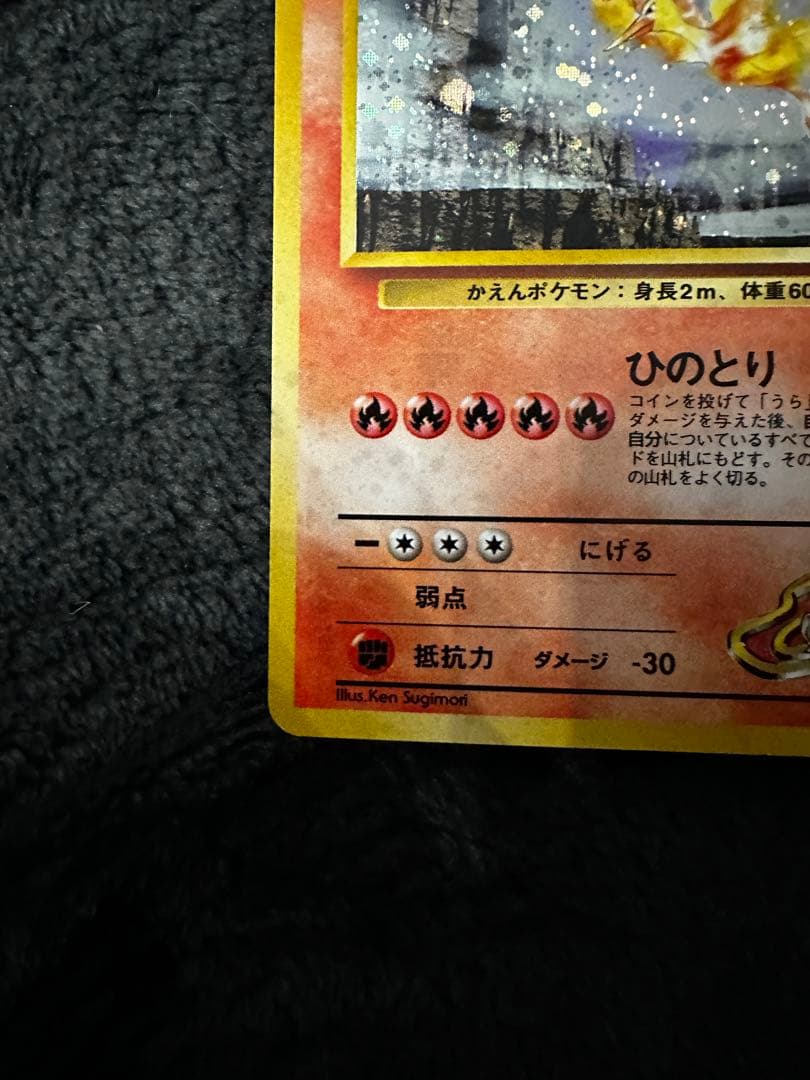 かえんポケモン：身長2m、体重60
ひのとり
コインを投げて「うら」
ダメージを与えた後、自
自分についているすべて
ドを山札にもどす。その
の山札をよく切る。
にげる
弱点
抵抗力 ダメージ -30
Illus.Ken Sugimori